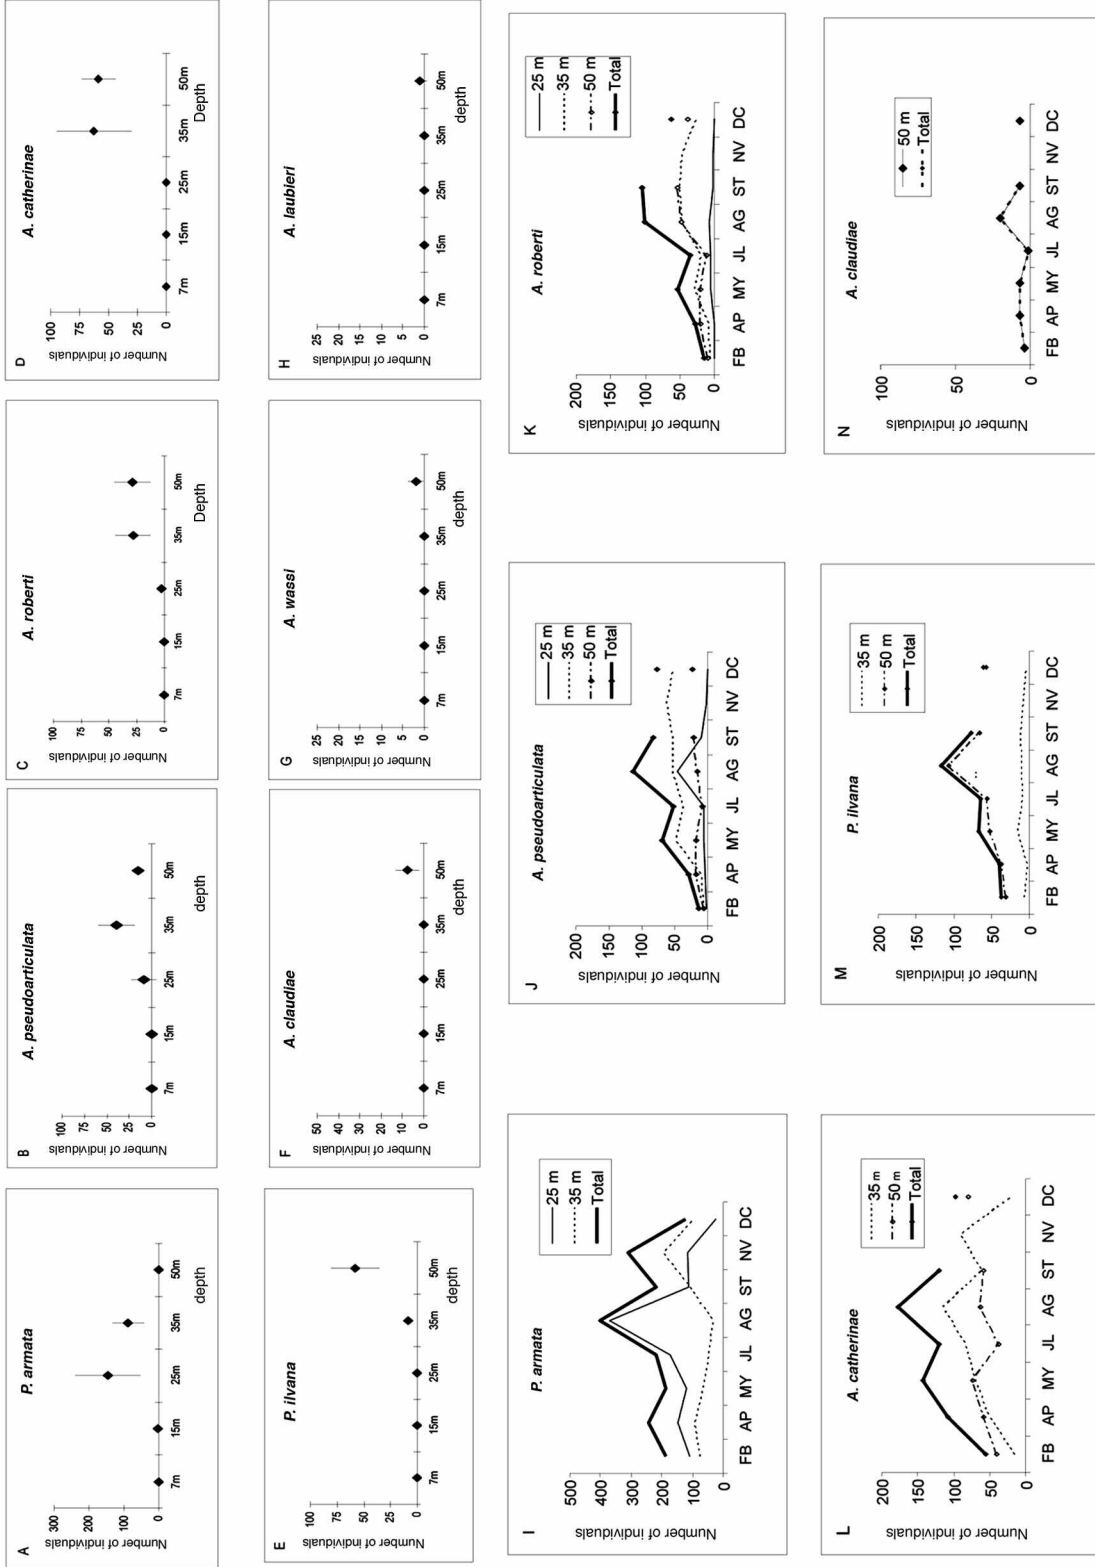 A
P. armata
Number of individuals
300
200
100
0
7m 15m 25m 35m 50m
depth
B
A. pseudoarticulata
Number of individuals
100
75
50
25
0
7m 15m 25m 35m 50m
depth
C
A. roberti
Number of individuals
100
75
50
25
0
7m 15m 25m 35m 50m
Depth
D
A. catherinae
Number of individuals
100
75
50
25
0
7m 15m 25m 35m 50m
Depth
E
P. ilvana
Number of individuals
100
75
50
25
0
7m 15m 25m 35m 50m
depth
F
A. claudiae
Number of individuals
50
40
30
20
10
0
7m 15m 25m 35m 50m
depth
G
A. wassi
Number of individuals
25
20
15
10
5
0
7m 15m 25m 35m 50m
depth
H
A. laubieri
Number of individuals
25
20
15
10
5
0
7m 15m 25m 35m 50m
depth
I
P. armata
25 m
35 m
Total
Number of individuals
500
400
300
200
100
0
FB AP MY JL AG ST NV DC
J
A. pseudoarticulata
25 m
35 m
50 m
Total
Number of individuals
200
150
100
50
0
FB AP MY JL AG ST NV DC
K
A. roberti
25 m
35 m
50 m
Total
Number of individuals
200
150
100
50
0
FB AP MY JL AG ST NV DC
L
A. catherinae
35 m
50 m
Total
Number of individuals
200
150
100
50
0
FB AP MY JL AG ST NV DC
M
P. ilvana
35 m
50 m
Total
Number of individuals
200
150
100
50
0
FB AP MY JL AG ST NV DC
N
A. claudiae
50 m
Total
Number of individuals
100
50
0
FB AP MY JL AG ST NV DC